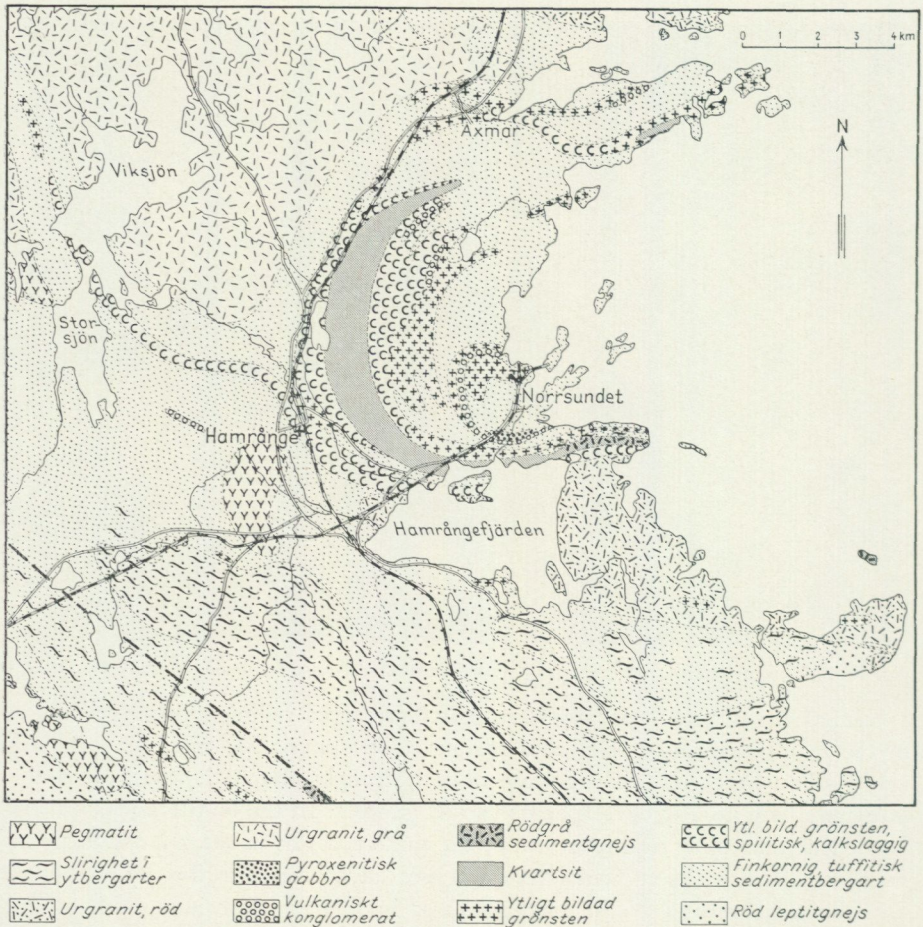 0 1 2 3 4 km
N
Axmar
Viksjön
Stor-
sjön
Norrsundet
Hamrånge
Hamrångefjärden
Pegmatit
Slirighet i
ytbergarter
Urgranit, röd
Urgranit, grå
Pyroxenitisk
gabbro
Vulkaniskt
konglomerat
Rödgrå
sedimentgnejs
Kvartsit
Ytligt bildad
grönsten
Ytl. bild. grönsten,
spilitisk, kalkslaggig
Finkornig, tuffitisk
sedimentbergart
Röd leptitgnejs